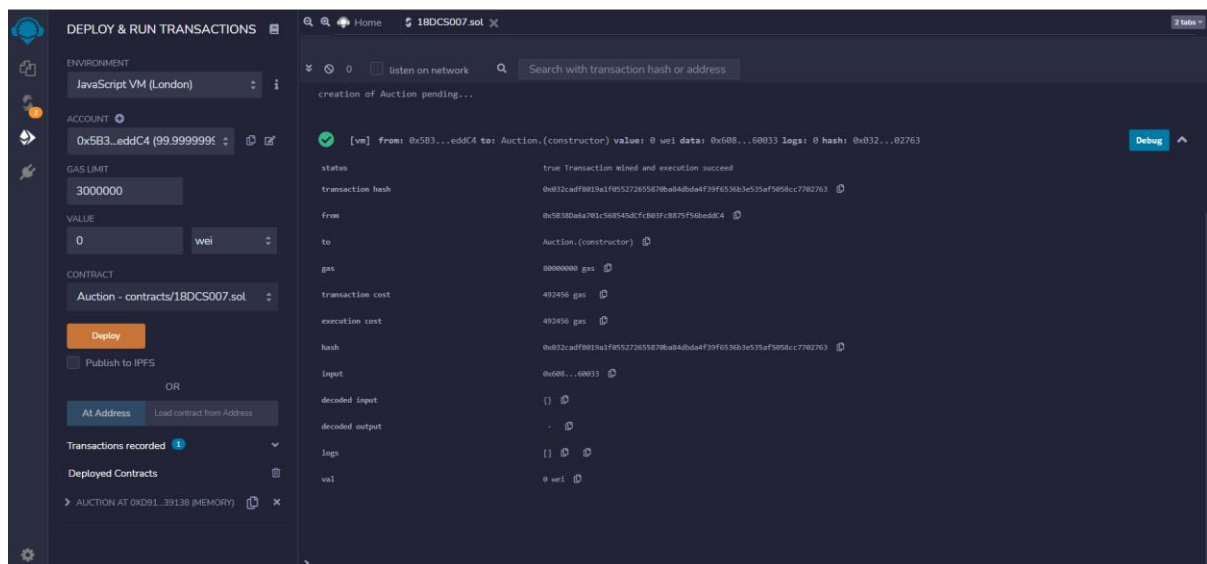 DEPLOY & RUN TRANSACTIONS
ENVIRONMENT
JavaScript VM (London)
i
ACCOUNT
0x5B3...eddC4 (99.9999999
GAS LIMIT
3000000
VALUE
0
wei
CONTRACT
Auction - contracts/18DCS007.sol
Deploy
Publish to IPFS
OR
At Address
Load contract from Address
Transactions recorded 1
Deployed Contracts
AUCTION AT 0XD91...39138 (MEMORY)
Home
18DCS007.sol
2 tabs
0
listen on network
Search with transaction hash or address
creation of Auction pending...
[vm] from: 0x5B3...eddC4 to: Auction.(constructor) value: 0 wei data: 0x608...60033 logs: 0 hash: 0x032...02763
Debug
status true Transaction mined and execution succeed
transaction hash
from
to Auction.(constructor)
gas 80000000 gas
transaction cost 492456 gas
execution cost 492456 gas
hash
input 0x608...60033
decoded input {}
decoded output -
logs []
val 0 wei